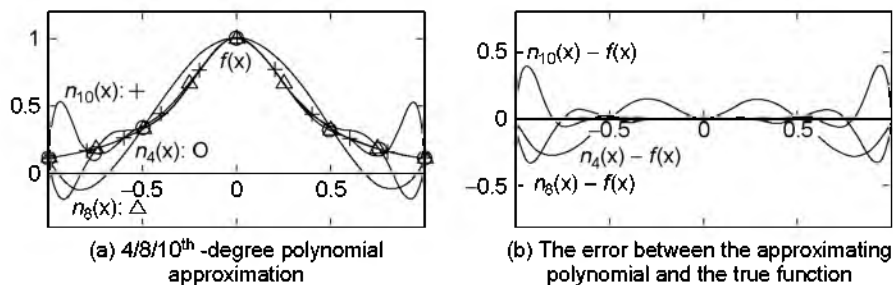 1
f(x)
n10(x): +
0.5
n4(x): O
0
−0.5
0
0.5
n8(x): △
(a) 4/8/10th -degree polynomial
approximation
0.5
n10(x) − f(x)
0
−0.5
0
0.5
n4(x) − f(x)
−0.5
n8(x) − f(x)
(b) The error between the approximating
polynomial and the true function